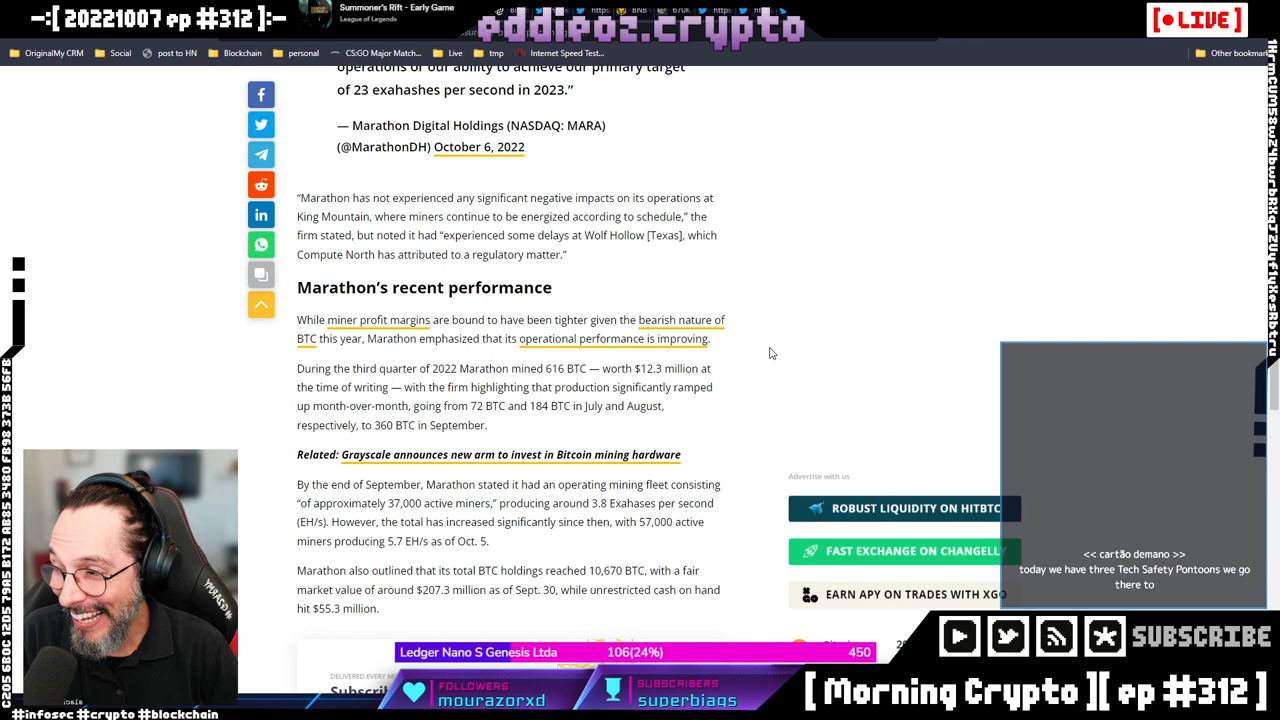 -:[ 20221007 ep #312 ]:-
Summoner's Rift - Early Game
League of Legends
eddieoz.crypto
[● LIVE ]
OriginalMy CRM
Social
post to HN
Blockchain
personal
CS:GO Major Match...
Live
tmp
Internet Speed Test...
Other bookmar
operations or our ability to achieve our primary target
of 23 exahashes per second in 2023.”
— Marathon Digital Holdings (NASDAQ: MARA)
(@MarathonDH) October 6, 2022
“Marathon has not experienced any significant negative impacts on its operations at
King Mountain, where miners continue to be energized according to schedule,” the
firm stated, but noted it had “experienced some delays at Wolf Hollow [Texas], which
Compute North has attributed to a regulatory matter.”
Marathon’s recent performance
While miner profit margins are bound to have been tighter given the bearish nature of
BTC this year, Marathon emphasized that its operational performance is improving.
During the third quarter of 2022 Marathon mined 616 BTC — worth $12.3 million at
the time of writing — with the firm highlighting that production significantly ramped
up month-over-month, going from 72 BTC and 184 BTC in July and August,
respectively, to 360 BTC in September.
Related: Grayscale announces new arm to invest in Bitcoin mining hardware
By the end of September, Marathon stated it had an operating mining fleet consisting
“of approximately 37,000 active miners,” producing around 3.8 Exahases per second
(EH/s). However, the total has increased significantly since then, with 57,000 active
miners producing 5.7 EH/s as of Oct. 5.
Marathon also outlined that its total BTC holdings reached 10,670 BTC, with a fair
market value of around $207.3 million as of Sept. 30, while unrestricted cash on hand
hit $55.3 million.
Advertise with us
ROBUST LIQUIDITY ON HITBTC
FAST EXCHANGE ON CHANGELLY
EARN APY ON TRADES WITH XGO
<< cartão demano >>
today we have three Tech Safety Pontoons we go
there to
SUBSCRIBE
Ledger Nano S Genesis Ltda
106(24%)
450
DELIVERED EVERY MO
Subscri
FOLLOWERS
mourazorxd
SUBSCRIBERS
superbiaqs
[ Morning Crypto ][ ep #312 ]
#infosec #crypto #blockchain